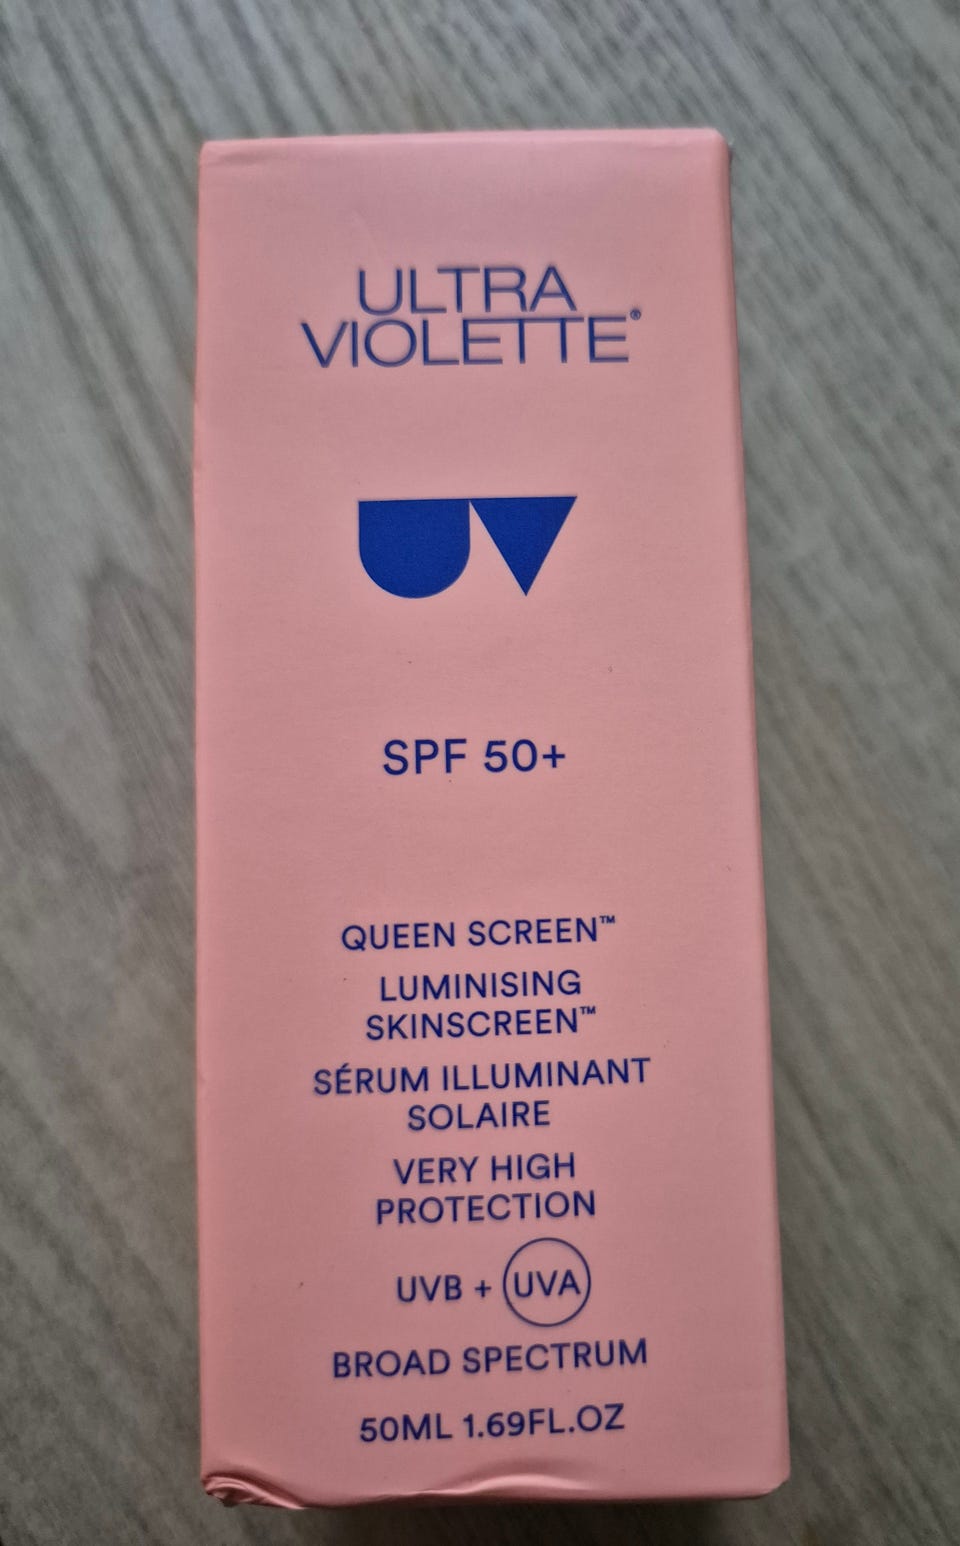 ULTRA
VIOLETTE®
UV
SPF 50+
QUEEN SCREEN™
LUMINISING
SKINSCREEN™
SÉRUM ILLUMINANT
SOLAIRE
VERY HIGH
PROTECTION
UVB + UVA
BROAD SPECTRUM
50ML 1.69FL.OZ